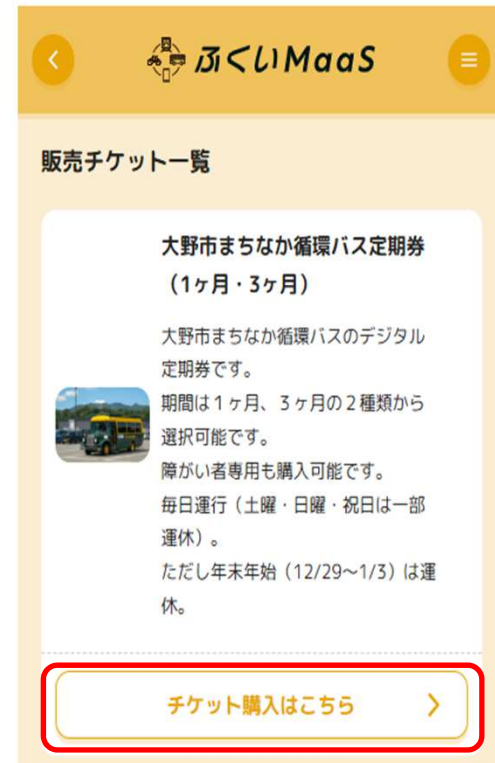 ふくいMaaS
販売チケット一覧
大野市まちなか循環バス定期券
（1ヶ月・3ヶ月）
大野市まちなか循環バスのデジタル
定期券です。
期間は１ヶ月、３ヶ月の２種類から
選択可能です。
障がい者専用も購入可能です。
毎日運行（土曜・日曜・祝日は一部
運休）。
ただし年末年始（12/29～1/3）は運
休。
チケット購入はこちら